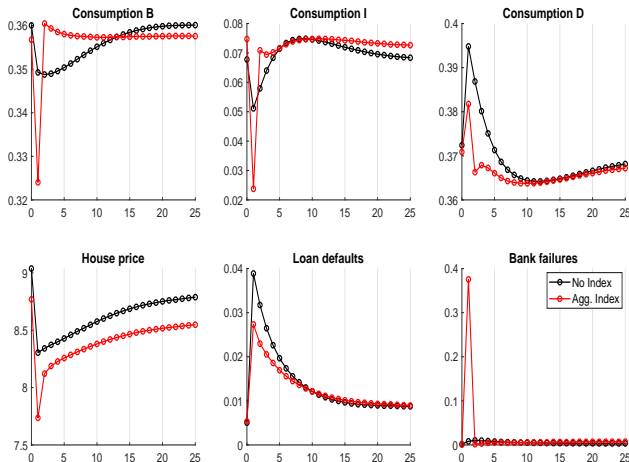 Consumption B
0.36
0.35
0.34
0.33
0.32
0 5 10 15 20 25
Consumption I
0.08
0.07
0.06
0.05
0.04
0.03
0.02
0 5 10 15 20 25
Consumption D
0.4
0.39
0.38
0.37
0.36
0 5 10 15 20 25
House price
9
8.5
8
7.5
0 5 10 15 20 25
Loan defaults
0.04
0.03
0.02
0.01
0
0 5 10 15 20 25
Bank failures
0.4
0.3
0.2
0.1
0
0 5 10 15 20 25
No Index
Agg. Index